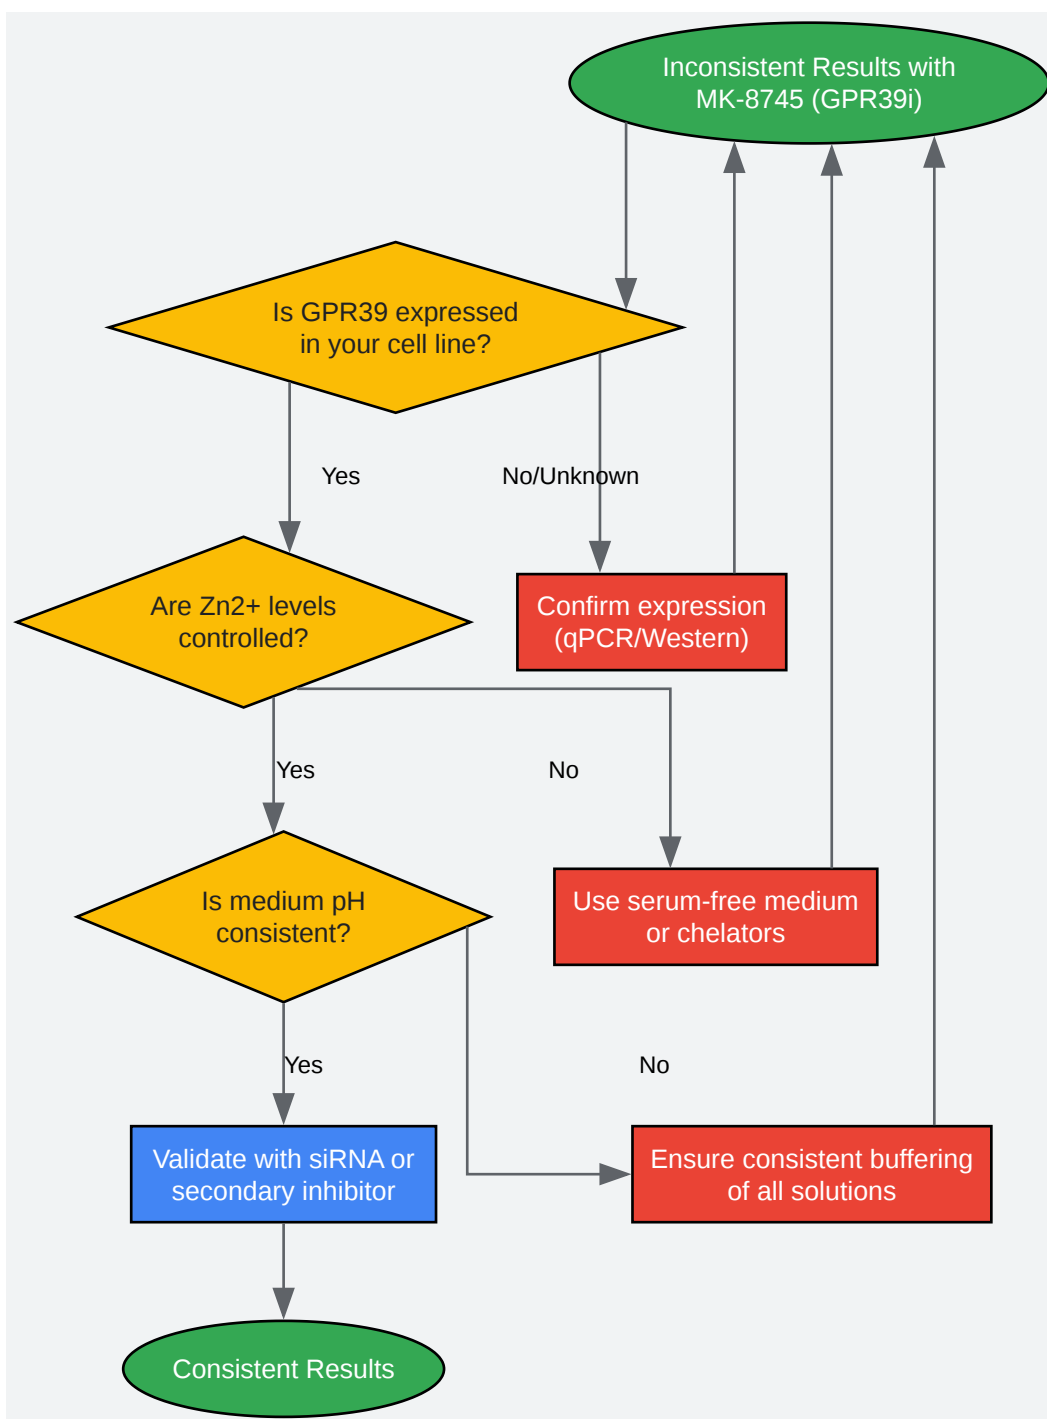 Inconsistent Results with
MK-8745 (GPR39i)
Is GPR39 expressed
in your cell line?
Yes
No/Unknown
Are Zn2+ levels
controlled?
Confirm expression
(qPCR/Western)
Yes
No
Is medium pH
consistent?
Use serum-free medium
or chelators
Yes
No
Validate with siRNA or
secondary inhibitor
Ensure consistent buffering
of all solutions
Consistent Results